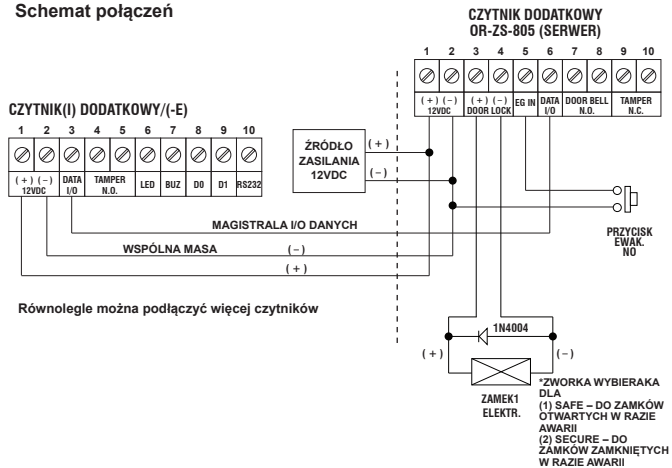 Schemat połączeń
CZYTNIK DODATKOWY
OR-ZS-805 (SERWER)
1 2 3 4 5 6 7 8 9 10
( + ) ( – )
12VDC
( + ) ( – )
DOOR LOCK
EG IN
DATA
I/O
DOOR BELL
N.O.
TAMPER
N.C.
CZYTNIK(I) DODATKOWY/(-E)
1 2 3 4 5 6 7 8 9 10
( + ) ( – )
12VDC
DATA
I/O
TAMPER
N.O.
LED
BUZ
D0
D1
RS232
ŹRÓDŁO
ZASILANIA
12VDC
( + )
( – )
MAGISTRALA I/O DANYCH
WSPÓLNA MASA ( – )
( + )
PRZYCISK
EWAK.
NO
Równolegle można podłączyć więcej czytników
1N4004
( + )
( – )
ZAMEK1
ELEKTR.
*ZWORKA WYBIERAKA
DLA
(1) SAFE – DO ZAMKÓW
OTWARTYCH W RAZIE
AWARII
(2) SECURE – DO
ZAMKÓW ZAMKNIĘTYCH
W RAZIE AWARII